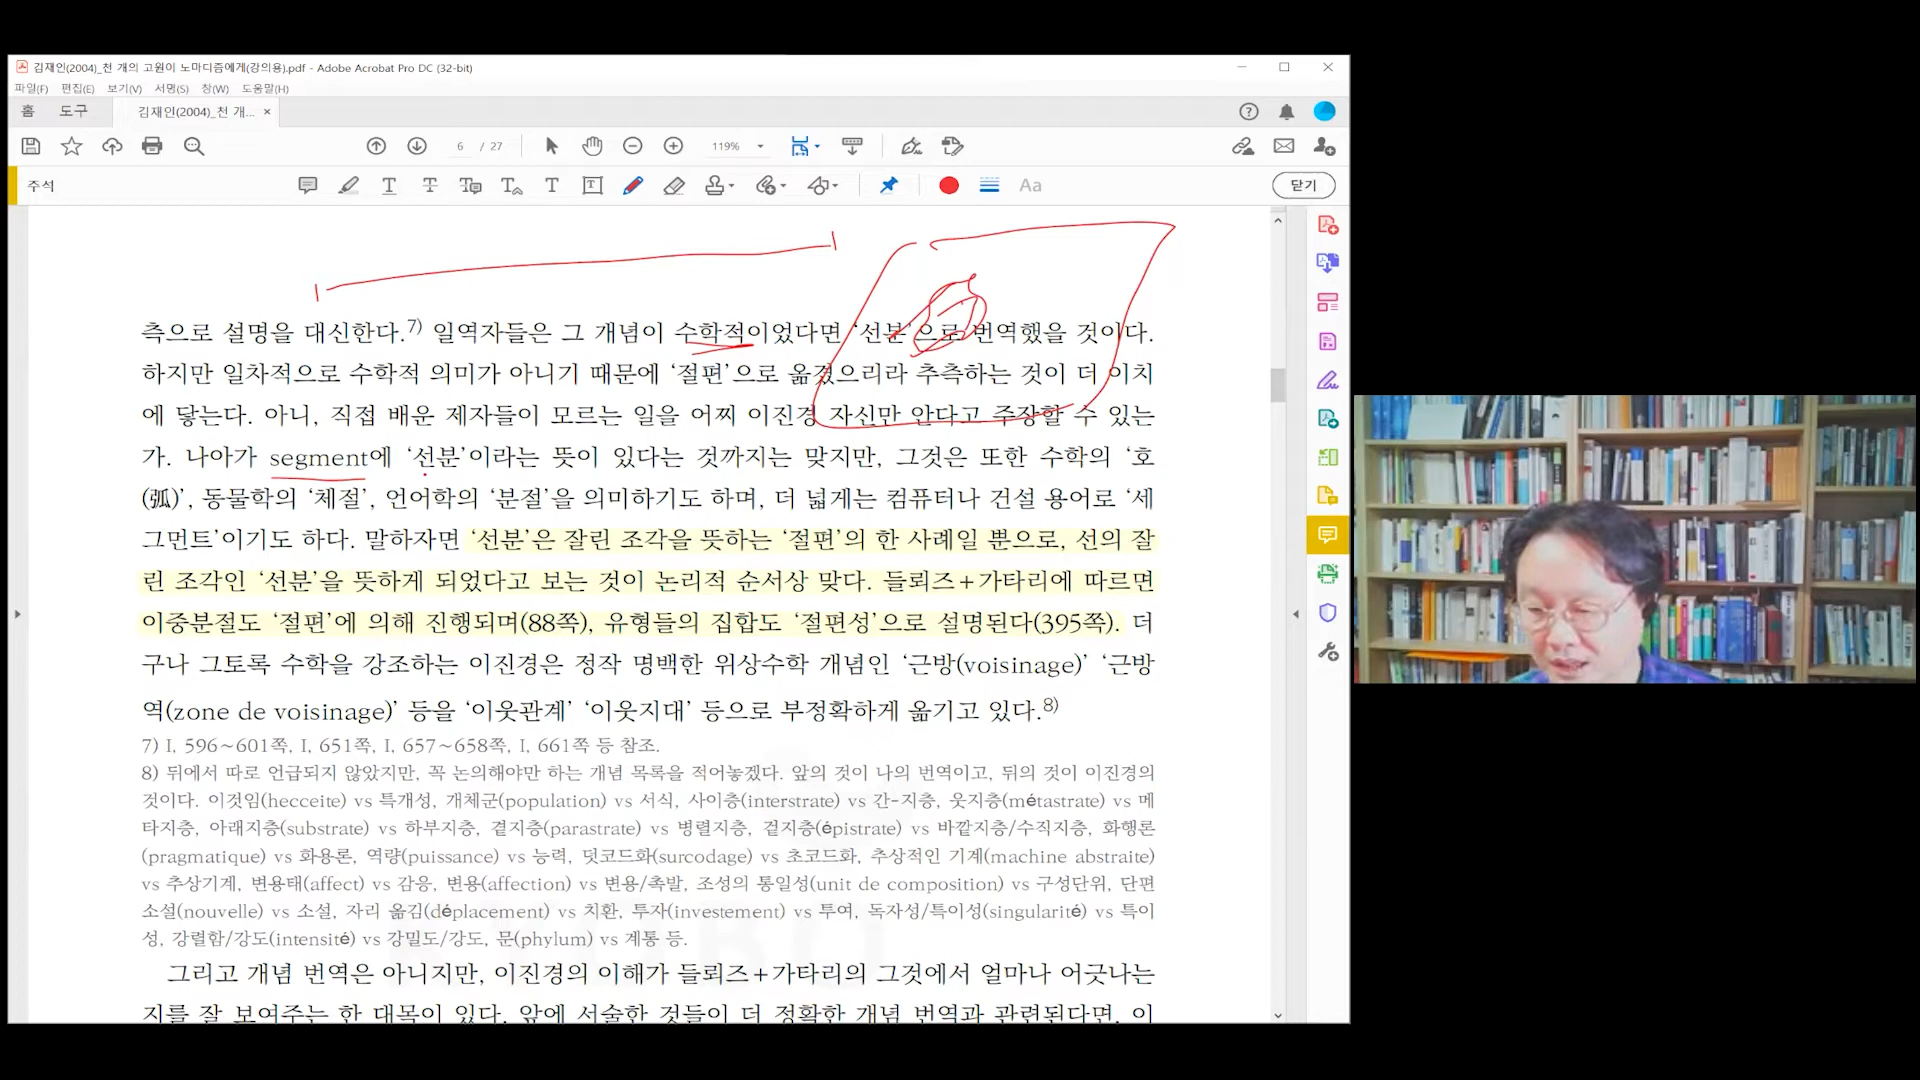 김재인(2004)_천 개의 고원이 노마디즘에게(강의용).pdf - Adobe Acrobat Pro DC (32-bit)
파일(F) 편집(E) 보기(V) 서명(S) 창(W) 도움말(H)
홈 도구 김재인(2004)_천 개... ×
6 / 27 119%
주석 Aa 닫기
측으로 설명을 대신한다.7) 일역자들은 그 개념이 수학적이었다면 ‘선분’으로 번역했을 것이다.
하지만 일차적으로 수학적 의미가 아니기 때문에 ‘절편’으로 옮겼으리라 추측하는 것이 더 이치
에 닿는다. 아니, 직접 배운 제자들이 모르는 일을 어찌 이진경 자신만 안다고 주장할 수 있는
가. 나아가 segment에 ‘선분’이라는 뜻이 있다는 것까지는 맞지만, 그것은 또한 수학의 ‘호
(弧)’, 동물학의 ‘체절’, 언어학의 ‘분절’을 의미하기도 하며, 더 넓게는 컴퓨터나 건설 용어로 ‘세
그먼트’이기도 하다. 말하자면 ‘선분’은 잘린 조각을 뜻하는 ‘절편’의 한 사례일 뿐으로, 선의 잘
린 조각인 ‘선분’을 뜻하게 되었다고 보는 것이 논리적 순서상 맞다. 들뢰즈+가타리에 따르면
이중분절도 ‘절편’에 의해 진행되며(88쪽), 유형들의 집합도 ‘절편성’으로 설명된다(395쪽). 더
구나 그토록 수학을 강조하는 이진경은 정작 명백한 위상수학 개념인 ‘근방(voisinage)’ ‘근방
역(zone de voisinage)’ 등을 ‘이웃관계’ ‘이웃지대’ 등으로 부정확하게 옮기고 있다.8)
7) I, 596~601쪽, I, 651쪽, I, 657~658쪽, I, 661쪽 등 참조.
8) 뒤에서 따로 언급되지 않았지만, 꼭 논의해야만 하는 개념 목록을 적어놓겠다. 앞의 것이 나의 번역이고, 뒤의 것이 이진경의
것이다. 이것임(hecceite) vs 특개성, 개체군(population) vs 서식, 사이층(interstrate) vs 간-지층, 웃지층(métastrate) vs 메
타지층, 아래지층(substrate) vs 하부지층, 곁지층(parastrate) vs 병렬지층, 겉지층(épistrate) vs 바깥지층/수직지층, 화행론
(pragmatique) vs 화용론, 역량(puissance) vs 능력, 덧코드화(surcodage) vs 초코드화, 추상적인 기계(machine abstraite)
vs 추상기계, 변용태(affect) vs 감응, 변용(affection) vs 변용/촉발, 조성의 통일성(unit de composition) vs 구성단위, 단편
소설(nouvelle) vs 소설, 자리 옮김(déplacement) vs 치환, 투자(investement) vs 투여, 독자성/특이성(singularité) vs 특이
성, 강렬함/강도(intensité) vs 강밀도/강도, 문(phylum) vs 계통 등.
그리고 개념 번역은 아니지만, 이진경의 이해가 들뢰즈+가타리의 그것에서 얼마나 어긋나는
지를 잘 보여주는 한 대목이 있다. 앞에 서술한 것들이 더 정확한 개념 번역과 관련된다면, 이